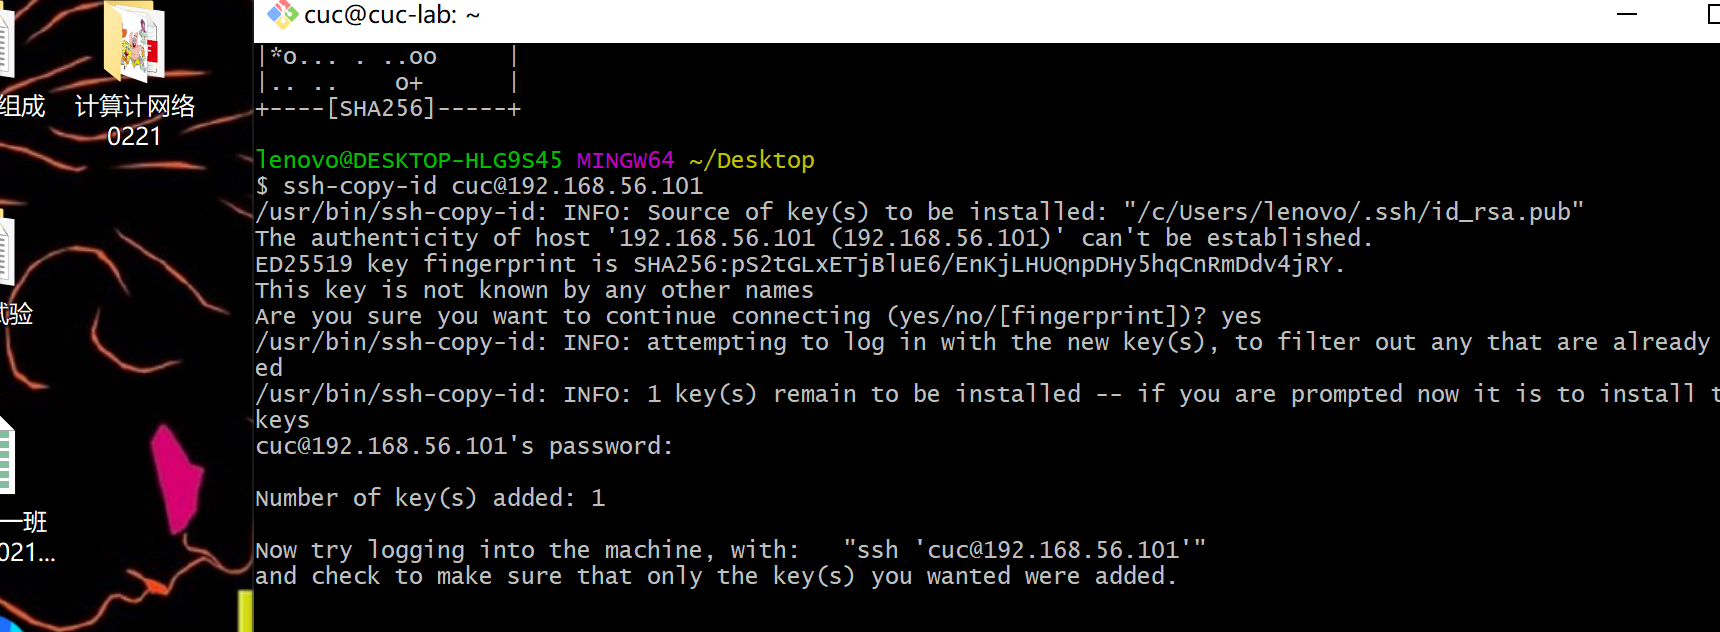 cuc@cuc-lab: ~
组成
计算计网络
0221
试验
一班
021...
|*o... . ..oo     |
|.. ..    o+      |
+----[SHA256]-----+
lenovo@DESKTOP-HLG9S45 MINGW64 ~/Desktop
$ ssh-copy-id cuc@192.168.56.101
/usr/bin/ssh-copy-id: INFO: Source of key(s) to be installed: "/c/Users/lenovo/.ssh/id_rsa.pub"
The authenticity of host '192.168.56.101 (192.168.56.101)' can't be established.
ED25519 key fingerprint is SHA256:pS2tGLxETjBluE6/EnKjLHUQnpDHy5hqCnRmDdv4jRY.
This key is not known by any other names
Are you sure you want to continue connecting (yes/no/[fingerprint])? yes
/usr/bin/ssh-copy-id: INFO: attempting to log in with the new key(s), to filter out any that are already
ed
/usr/bin/ssh-copy-id: INFO: 1 key(s) remain to be installed -- if you are prompted now it is to install t
keys
cuc@192.168.56.101's password:
Number of key(s) added: 1
Now try logging into the machine, with:   "ssh 'cuc@192.168.56.101'"
and check to make sure that only the key(s) you wanted were added.